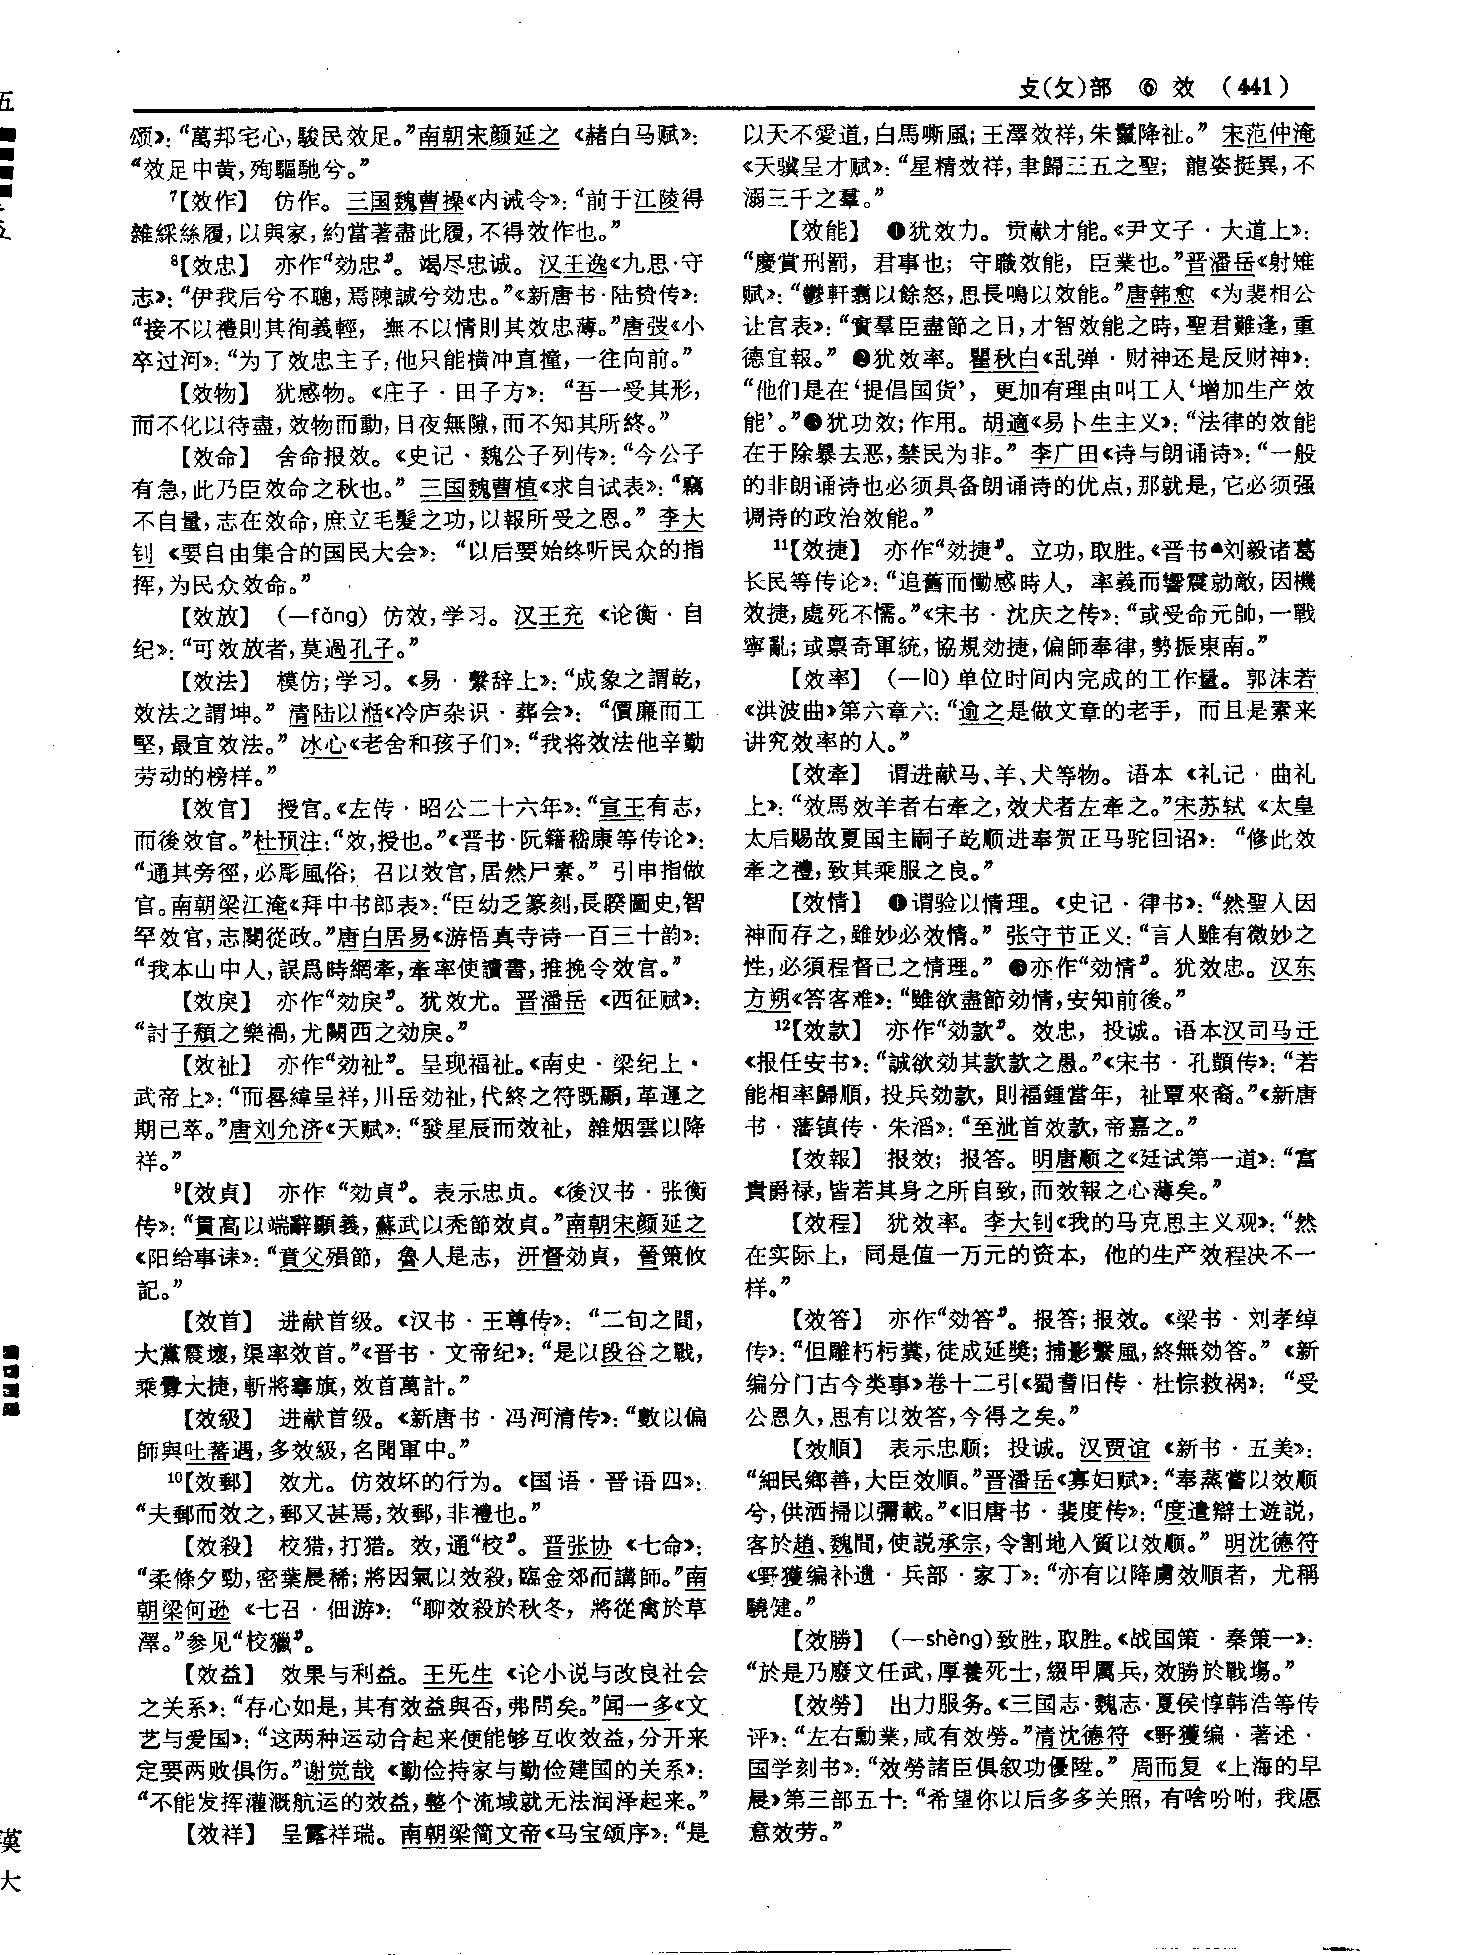 攴(攵)部 ⑥ 效 (441)
颂》：“萬邦宅心，駿民效足。”南朝宋颜延之《赭白马赋》：
“效足中黄，殉驅馳兮。”
7【效作】 仿作。三国魏曹操《内诫令》：“前于江陵得
雜綵絲履，以與家，約當著盡此履，不得效作也。”
8【效忠】 亦作“効忠”。竭尽忠诚。汉王逸《九思·守
志》：“伊我后兮不聰，焉陳誠兮効忠。”《新唐书·陆贽传》：
“接不以禮則其徇義輕，撫不以情則其效忠薄。”唐弢《小
卒过河》：“为了效忠主子，他只能横冲直撞，一往向前。”
【效物】 犹感物。《庄子·田子方》：“吾一受其形，
而不化以待盡，效物而動，日夜無隙，而不知其所終。”
【效命】 舍命报效。《史记·魏公子列传》：“今公子
有急，此乃臣效命之秋也。”三国魏曹植《求自试表》：“竊
不自量，志在效命，庶立毛髮之功，以報所受之恩。”李大
钊《要自由集合的国民大会》：“以后要始终听民众的指
挥，为民众效命。”
【效放】 (—fǎng) 仿效，学习。汉王充《论衡·自
纪》：“可效放者，莫過孔子。”
【效法】 模仿；学习。《易·繫辞上》：“成象之謂乾，
效法之謂坤。”清陆以湉《冷庐杂识·葬会》：“價廉而工
堅，最宜效法。”冰心《老舍和孩子们》：“我将效法他辛勤
劳动的榜样。”
【效官】 授官。《左传·昭公二十六年》：“宣王有志，
而後效官。”杜预注：“效，授也。”《晋书·阮籍嵇康等传论》：
“通其旁徑，必彫風俗；召以效官，居然尸素。”引申指做
官。南朝梁江淹《拜中书郎表》：“臣幼乏篆刻，長睽圖史，智
罕效官，志闕從政。”唐白居易《游悟真寺诗一百三十韵》：
“我本山中人，誤爲時網牽，牽率使讀書，推挽令效官。”
【效戾】 亦作“効戾”。犹效尤。晋潘岳《西征赋》：
“討子頹之樂禍，尤闕西之効戾。”
【效祉】 亦作“効祉”。呈现福祉。《南史·梁纪上·
武帝上》：“而晷緯呈祥，川岳効祉，代終之符既顯，革運之
期已萃。”唐刘允济《天赋》：“發星辰而效祉，雜烟雲以降
祥。”
9【效貞】 亦作“効貞”。表示忠贞。《後汉书·张衡
传》：“貫高以端辭顯義，蘇武以秃節效貞。”南朝宋颜延之
《阳给事诔》：“賁父殞節，魯人是志，汧督効貞，晉策攸
記。”
【效首】 进献首级。《汉书·王尊传》：“二旬之間，
大黨震壞，渠率效首。”《晋书·文帝纪》：“是以段谷之戰，
乘釁大捷，斬將搴旗，效首萬計。”
【效級】 进献首级。《新唐书·冯河清传》：“數以偏
師與吐蕃遇，多效級，名聞軍中。”
10【效郵】 效尤。仿效坏的行为。《国语·晋语四》：
“夫郵而效之，郵又甚焉，效郵，非禮也。”
【效殺】 校猎，打猎。效，通“校”。晋张协《七命》：
“柔條夕勁，密葉晨稀；將因氣以效殺，臨金郊而講師。”南
朝梁何逊《七召·佃游》：“聊效殺於秋冬，將從禽於草
澤。”参见“校獵”。
【效益】 效果与利益。王旡生《论小说与改良社会
之关系》：“存心如是，其有效益與否，弗問矣。”闻一多《文
艺与爱国》：“这两种运动合起来便能够互收效益，分开来
定要两败俱伤。”谢觉哉《勤俭持家与勤俭建国的关系》：
“不能发挥灌溉航运的效益，整个流域就无法润泽起来。”
【效祥】 呈露祥瑞。南朝梁简文帝《马宝颂序》：“是
以天不愛道，白馬嘶風；王澤效祥，朱鬣降祉。”宋范仲淹
《天骥呈才赋》：“星精效祥，聿歸三五之聖；龍姿挺異，不
溺三千之羣。”
【效能】 ❶犹效力。贡献才能。《尹文子·大道上》：
“慶賞刑罰，君事也；守職效能，臣業也。”晋潘岳《射雉
赋》：“鬱軒翥以餘怒，思長鳴以效能。”唐韩愈《为裴相公
让官表》：“實羣臣盡節之日，才智效能之時，聖君難逢，重
德宜報。”❷犹效率。瞿秋白《乱弹·财神还是反财神》：
“他们是在‘提倡国货’，更加有理由叫工人‘增加生产效
能’。”❸犹功效；作用。胡適《易卜生主义》：“法律的效能
在于除暴去恶，禁民为非。”李广田《诗与朗诵诗》：“一般
的非朗诵诗也必须具备朗诵诗的优点，那就是，它必须强
调诗的政治效能。”
11【效捷】 亦作“効捷”。立功，取胜。《晋书·刘毅诸葛
长民等传论》：“追舊而慟感時人，率義而響震勍敵，因機
效捷，處死不懦。”《宋书·沈庆之传》：“或受命元帥，一戰
寧亂；或稟奇軍統，協規効捷，偏師奉律，勢振東南。”
【效率】 (—lǜ) 单位时间内完成的工作量。郭沫若
《洪波曲》第六章六：“逾之是做文章的老手，而且是素来
讲究效率的人。”
【效牽】 谓进献马、羊、犬等物。语本《礼记·曲礼
上》：“效馬效羊者右牽之，效犬者左牽之。”宋苏轼《太皇
太后赐故夏国主嗣子乾顺进奉贺正马驼回诏》：“修此效
牽之禮，致其乘服之良。”
【效情】 ❶谓验以情理。《史记·律书》：“然聖人因
神而存之，雖妙必效情。”张守节正义：“言人雖有微妙之
性，必須程督己之情理。”❷亦作“効情”。犹效忠。汉东
方朔《答客难》：“雖欲盡節効情，安知前後。”
12【效款】 亦作“効款”。效忠，投诚。语本汉司马迁
《报任安书》：“誠欲効其款款之愚。”《宋书·孔顗传》：“若
能相率歸順，投兵効款，則福鍾當年，祉覃來裔。”《新唐
书·藩镇传·朱滔》：“至泚首效款，帝嘉之。”
【效報】 报效；报答。明唐顺之《廷试第一道》：“富
貴爵禄，皆若其身之所自致，而效報之心薄矣。”
【效程】 犹效率。李大钊《我的马克思主义观》：“然
在实际上，同是值一万元的资本，他的生产效程决不一
样。”
【效答】 亦作“効答”。报答；报效。《梁书·刘孝绰
传》：“但雕朽杇糞，徒成延獎；捕影繫風，終無効答。”《新
编分门古今类事》卷十二引《蜀耆旧传·杜悰救祸》：“受
公恩久，思有以效答，今得之矣。”
【效順】 表示忠顺；投诚。汉贾谊《新书·五美》：
“細民鄉善，大臣效順。”晋潘岳《寡妇赋》：“奉蒸嘗以效顺
兮，供洒掃以彌載。”《旧唐书·裴度传》：“度遣辯士遊説，
客於趙、魏間，使説承宗，令割地入質以效顺。”明沈德符
《野獲编补遗·兵部·家丁》：“亦有以降虜效順者，尤稱
驍健。”
【效勝】 (—shèng)致胜，取胜。《战国策·秦策一》：
“於是乃廢文任武，厚養死士，綴甲厲兵，效勝於戰塲。”
【效勞】 出力服务。《三国志·魏志·夏侯惇韩浩等传
评》：“左右勳業，咸有效勞。”清沈德符《野獲编·著述·
国学刻书》：“效勞諸臣俱叙功優陞。”周而复《上海的早
晨》第三部五十：“希望你以后多多关照，有啥吩咐，我愿
意效劳。”
漢
大